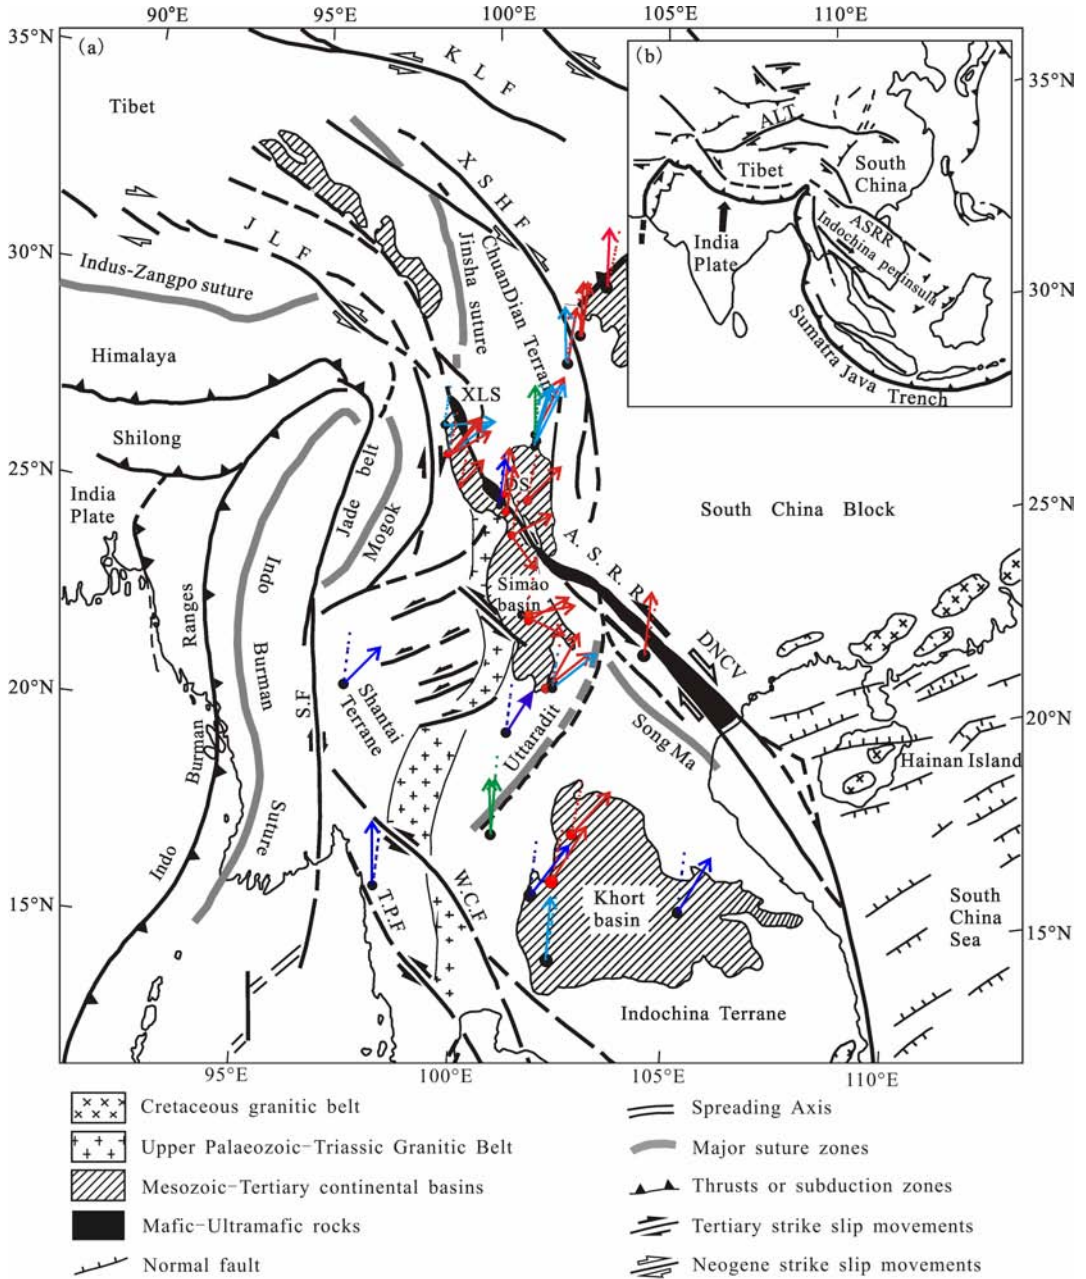 90°E
95°E
100°E
105°E
110°E
35°N
30°N
25°N
20°N
15°N
35°N
30°N
25°N
20°N
15°N
(a)
Tibet
K L F
X S H F
J L F
Indus-Zangpo suture
Jinsha suture
ChuanDian Terran
Himalaya
XLS
Shilong
India
Plate
Jade belt
Mogok
DS
South China Block
A. S. R. R
Simao
basin
Indo
Burman
Suture
Indo
Burman
Ranges
S.F
DNCV
Shantai
Terrane
Uttaradit
Song Ma
Hainan Island
W.C.F
T.P.F
Khort
basin
South
China
Sea
Indochina Terrane
95°E
100°E
105°E
110°E
(b)
ALT
Tibet
South
China
India
Plate
ASRR
Indochina peninsula
Sumatra Java Trench
Cretaceous granitic belt
Upper Palaeozoic-Triassic Granitic Belt
Mesozoic-Tertiary continental basins
Mafic-Ultramafic rocks
Normal fault
Spreading Axis
Major suture zones
Thrusts or subduction zones
Tertiary strike slip movements
Neogene strike slip movements